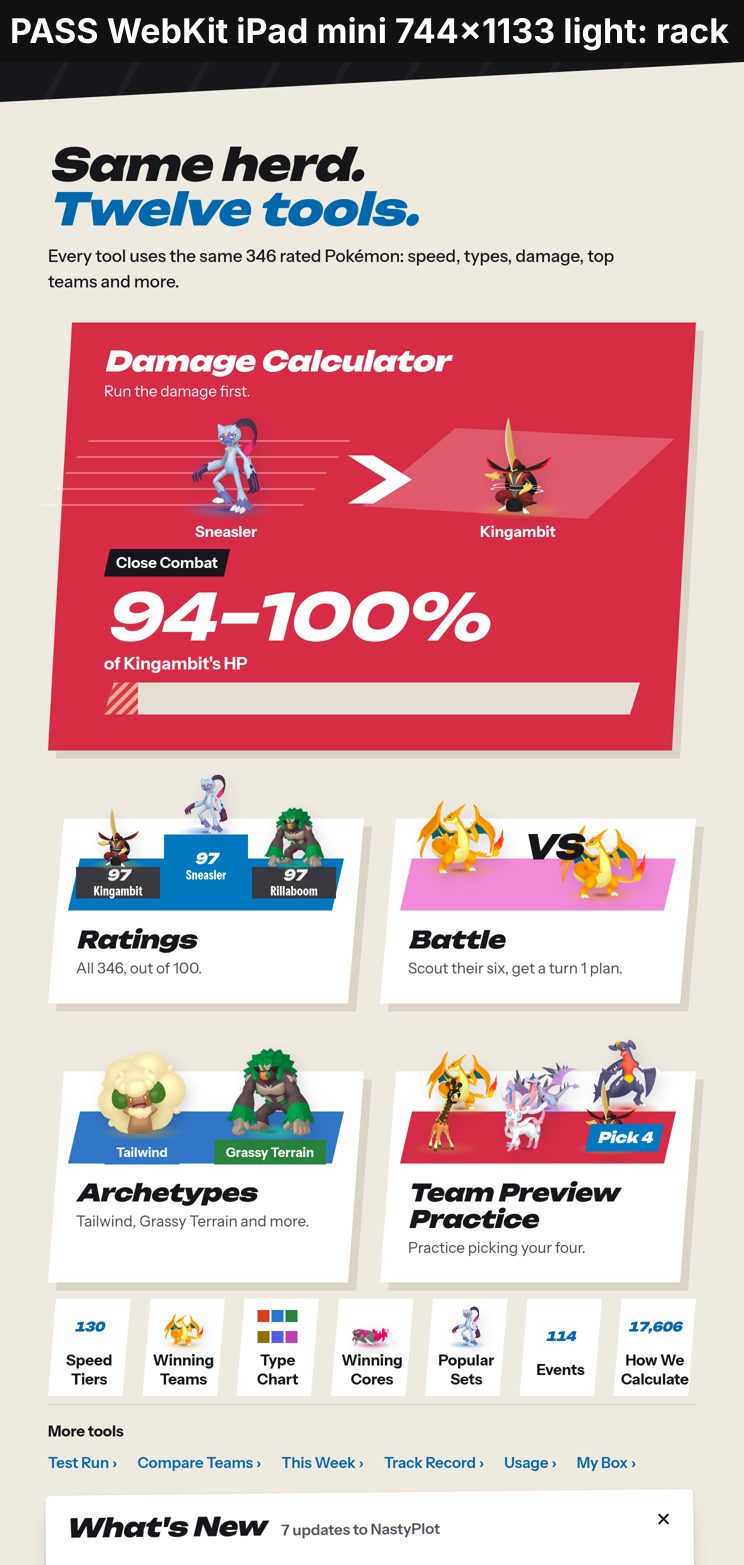 PASS WebKit iPad mini 744×1133 light: rack
Same herd.
Twelve tools.
Every tool uses the same 346 rated Pokémon: speed, types, damage, top
teams and more.
Damage Calculator
Run the damage first.
Sneasler
Kingambit
Close Combat
94–100%
of Kingambit's HP
97
Kingambit
97
Sneasler
97
Rillaboom
Ratings
All 346, out of 100.
VS
Battle
Scout their six, get a turn 1 plan.
Tailwind
Grassy Terrain
Archetypes
Tailwind, Grassy Terrain and more.
Pick 4
Team Preview
Practice
Practice picking your four.
130
Speed
Tiers
Winning
Teams
Type
Chart
Winning
Cores
Popular
Sets
114
Events
17,606
How We
Calculate
More tools
Test Run ›
Compare Teams ›
This Week ›
Track Record ›
Usage ›
My Box ›
What's New
7 updates to NastyPlot
×